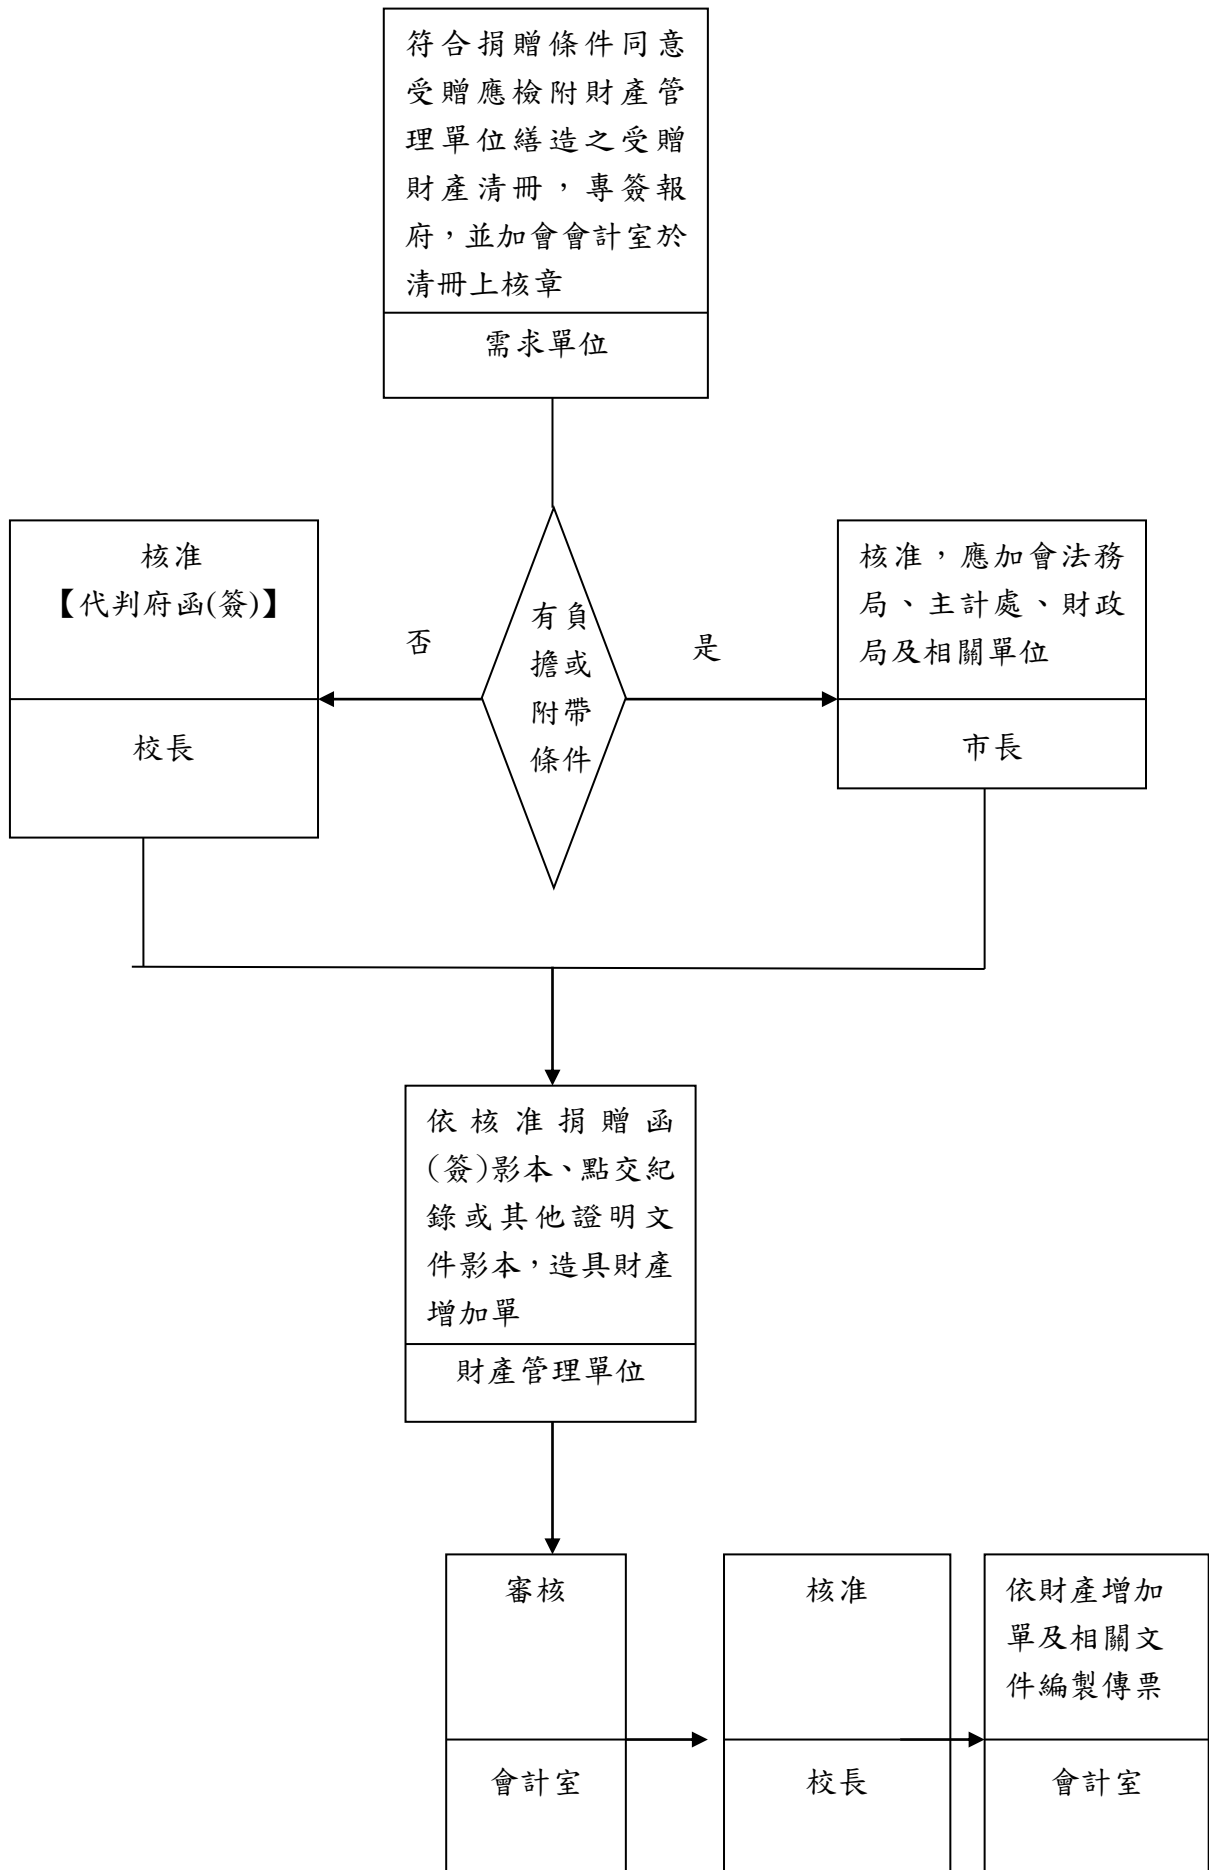 符合捐贈條件同意
受贈應檢附財產管
理單位繕造之受贈
財產清冊，專簽報
府，並加會會計室於
清冊上核章
需求單位
核准
【代判府函(簽)】
校長
否
有負
擔或
附帶
條件
是
核准，應加會法務
局、主計處、財政
局及相關單位
市長
依核准捐贈函
(簽)影本、點交紀
錄或其他證明文
件影本，造具財產
增加單
財產管理單位
審核
會計室
核准
校長
依財產增加
單及相關文
件編製傳票
會計室